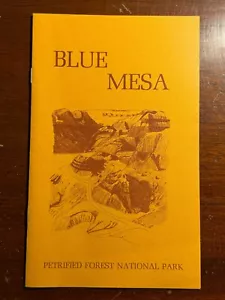 BLUE
MESA
PETRIFIED FOREST NATIONAL PARK